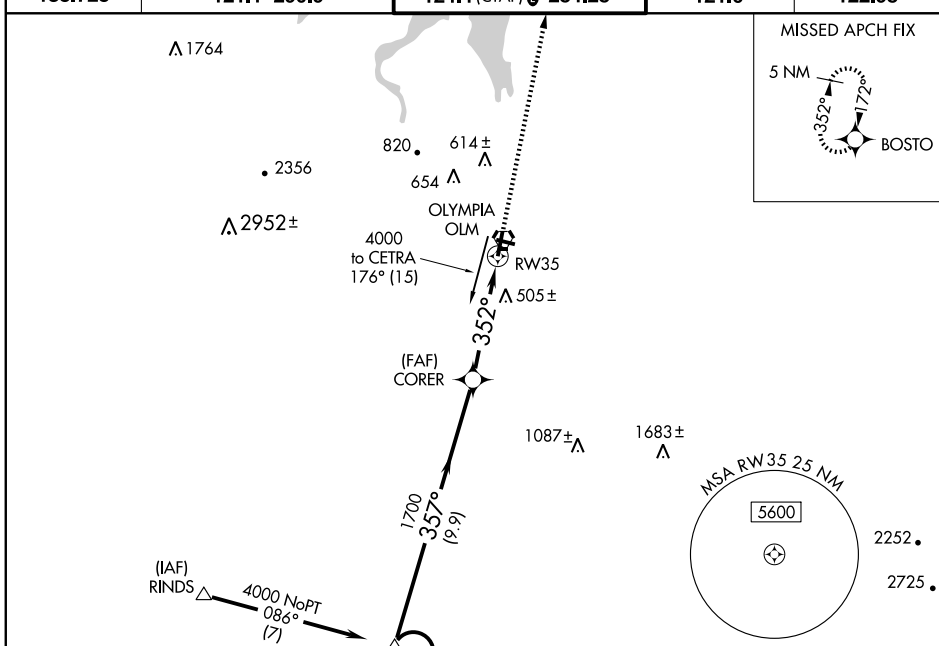 MISSED APCH FIX
5 NM
352°
172°
BOSTO
1764
820
614±
2356
654
2952±
OLYMPIA
OLM
4000
to CETRA
176° (15)
RW35
505±
352°
(FAF)
CORER
1087±
1683±
MSA RW35 25 NM
5600
1700
357°
(9.9)
2252
2725
(IAF)
RINDS
4000 NoPT
086°
(7)